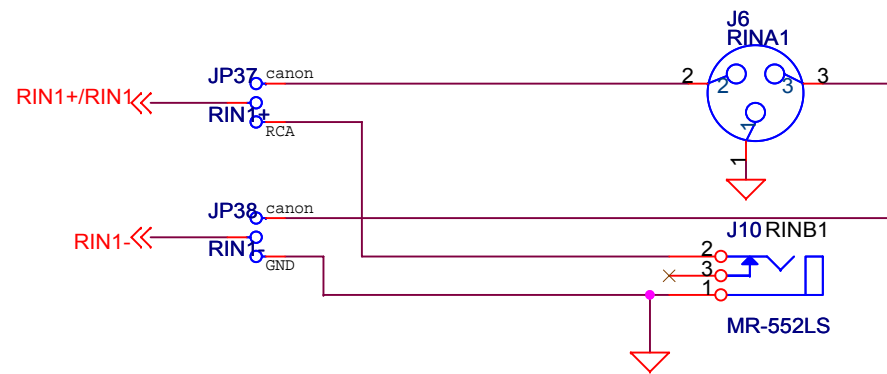 J6
RINA1
JP37 canon
2
3
2
3
RIN1+/RIN1
RIN1+
RCA
1
1
JP38 canon
J10 RINB1
RIN1-
RIN1-
GND
2
3
1
MR-552LS